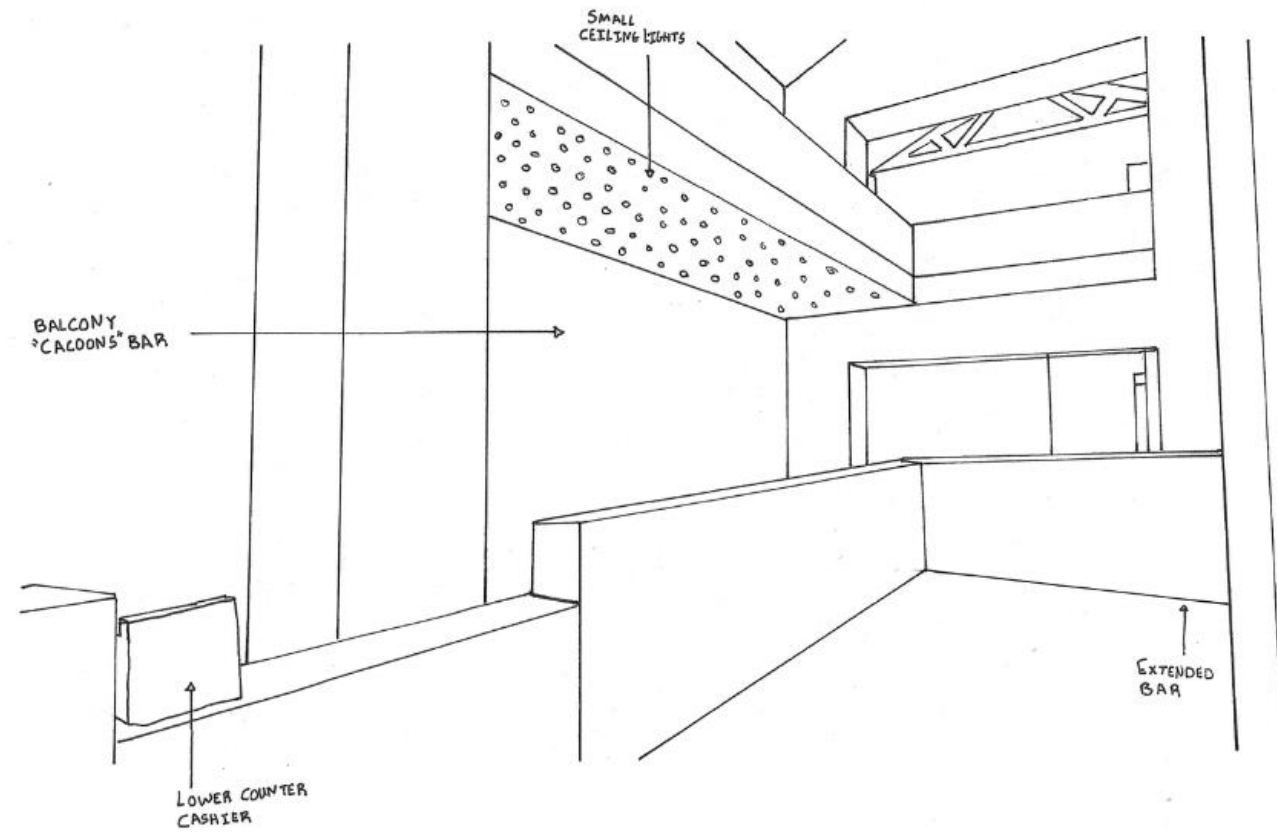 SMALL
CEILING LIGHTS
BALCONY
"CACOONS" BAR
EXTENDED
BAR
LOWER COUNTER
CASHIER